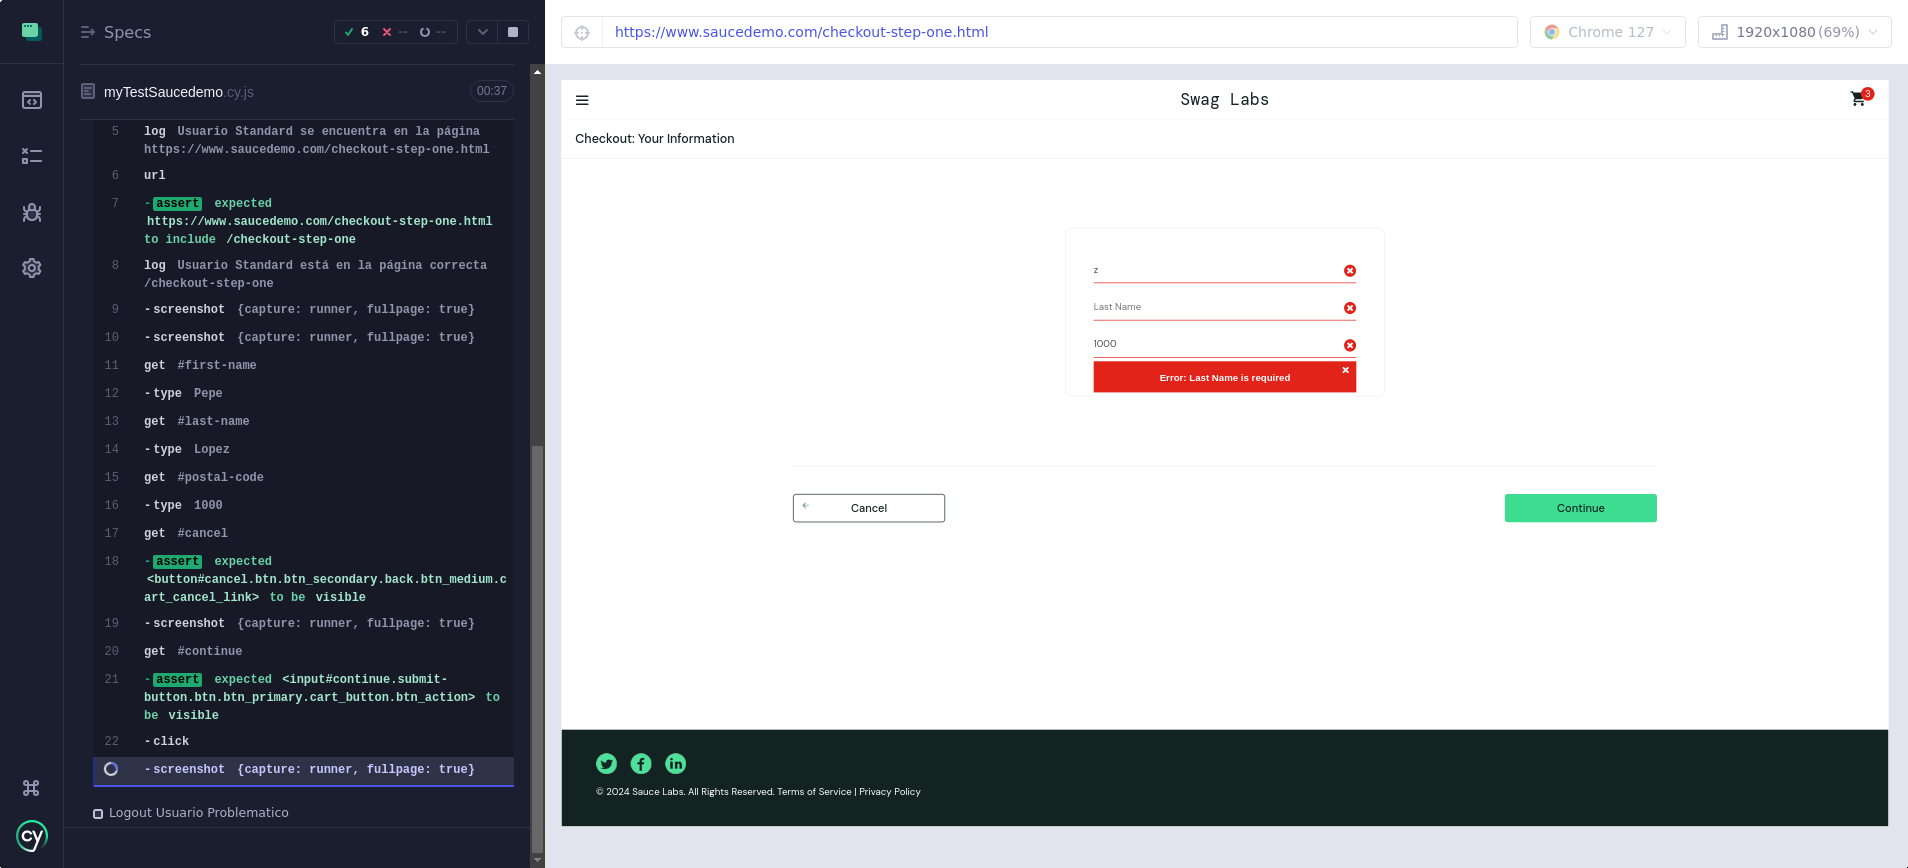 Specs
6 -- --
myTestSaucedemo.cy.js 00:37
5 log Usuario Standard se encuentra en la página
https://www.saucedemo.com/checkout-step-one.html
6 url
7 -assert expected
https://www.saucedemo.com/checkout-step-one.html
to include /checkout-step-one
8 log Usuario Standard está en la página correcta
/checkout-step-one
9 -screenshot {capture: runner, fullpage: true}
10 -screenshot {capture: runner, fullpage: true}
11 get #first-name
12 -type Pepe
13 get #last-name
14 -type Lopez
15 get #postal-code
16 -type 1000
17 get #cancel
18 -assert expected
<button#cancel.btn.btn_secondary.back.btn_medium.c
art_cancel_link> to be visible
19 -screenshot {capture: runner, fullpage: true}
20 get #continue
21 -assert expected <input#continue.submit-
button.btn.btn_primary.cart_button.btn_action> to
be visible
22 -click
-screenshot {capture: runner, fullpage: true}
Logout Usuario Problematico
cy
https://www.saucedemo.com/checkout-step-one.html
Chrome 127
1920x1080 (69%)
Swag Labs
3
Checkout: Your Information
z
Last Name
1000
Error: Last Name is required
Cancel
Continue
© 2024 Sauce Labs. All Rights Reserved. Terms of Service | Privacy Policy